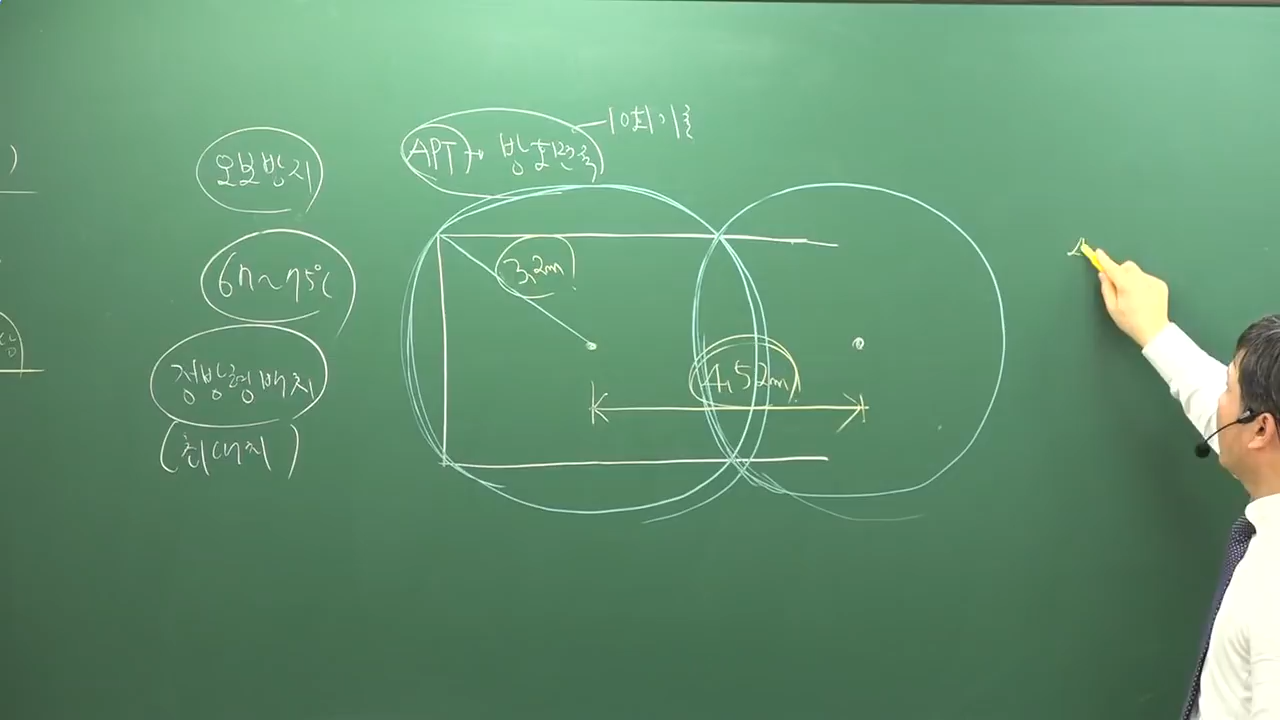 오보방지
67~75℃
정방형배치
(최대치)
APT → 방호면적
10회 기출
3.2m
4.52m